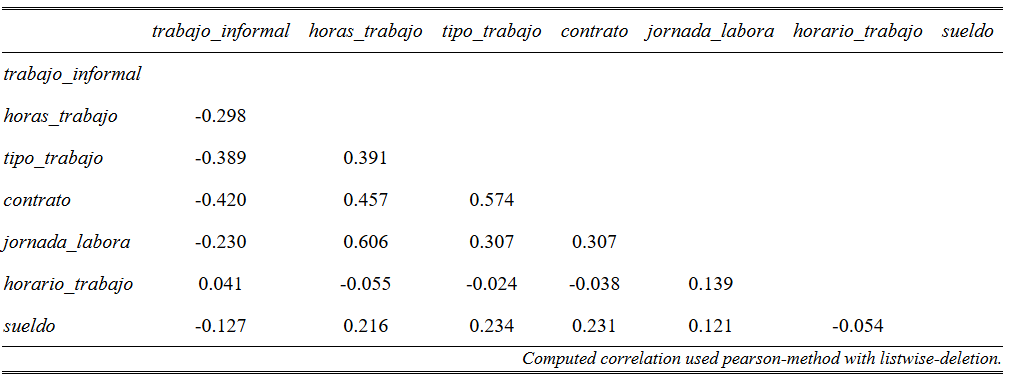 trabajo_informal horas_trabajo tipo_trabajo contrato jornada_labora horario_trabajo sueldo
trabajo_informal
horas_trabajo -0.298
tipo_trabajo -0.389 0.391
contrato -0.420 0.457 0.574
jornada_labora -0.230 0.606 0.307 0.307
horario_trabajo 0.041 -0.055 -0.024 -0.038 0.139
sueldo -0.127 0.216 0.234 0.231 0.121 -0.054
Computed correlation used pearson-method with listwise-deletion.